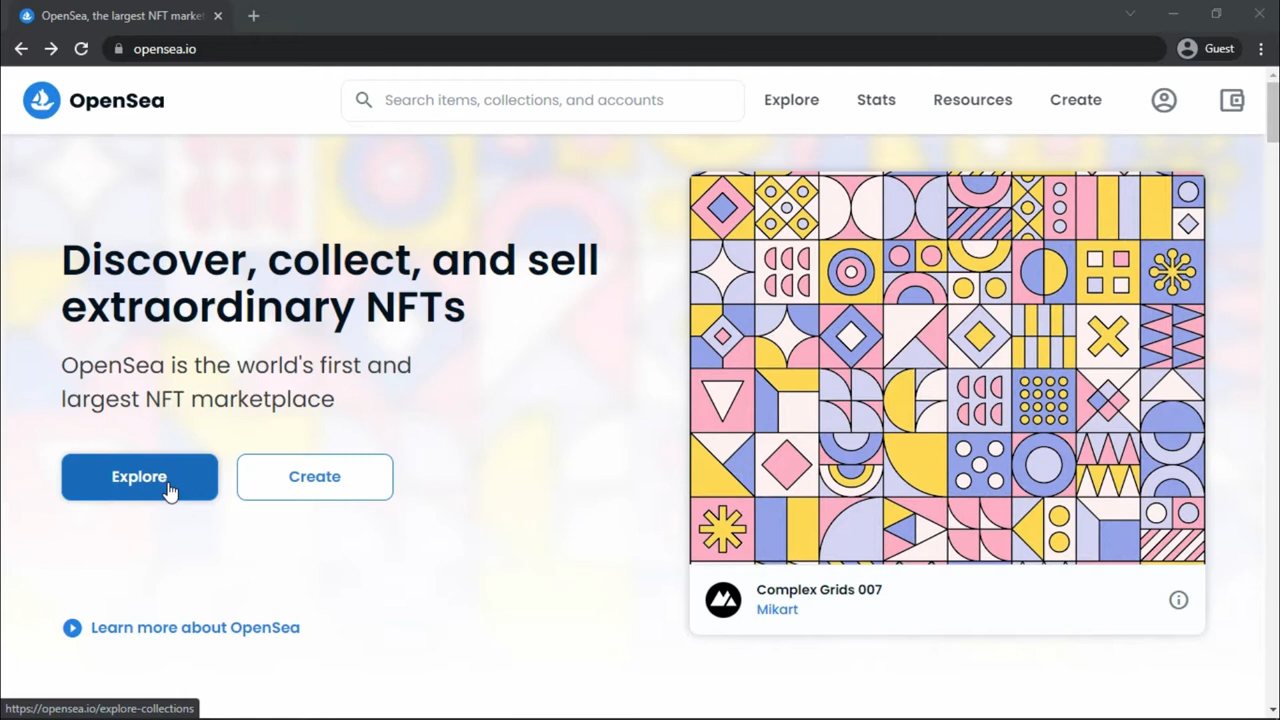 OpenSea, the largest NFT marke
opensea.io
Guest
OpenSea
Search items, collections, and accounts
Explore
Stats
Resources
Create
Discover, collect, and sell
extraordinary NFTs
OpenSea is the world's first and
largest NFT marketplace
Explore
Create
Learn more about OpenSea
Complex Grids 007
Mikart
https://opensea.io/explore-collections